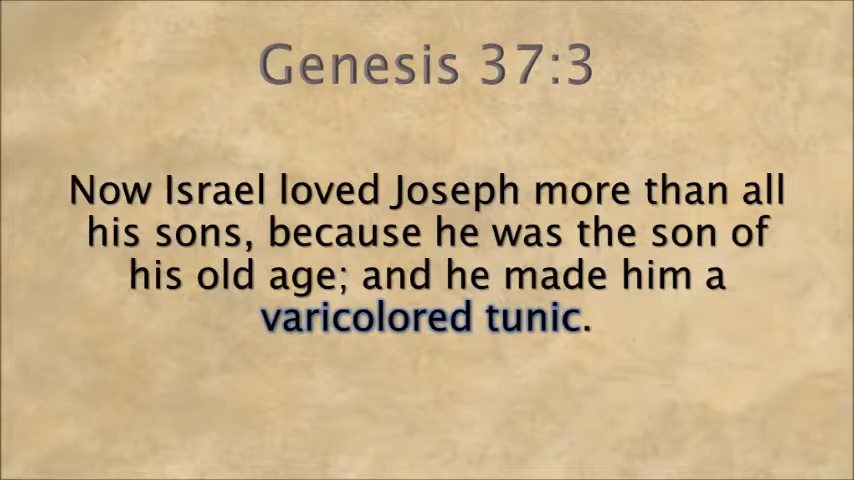 Genesis 37:3
Now Israel loved Joseph more than all
his sons, because he was the son of
his old age; and he made him a
varicolored tunic.